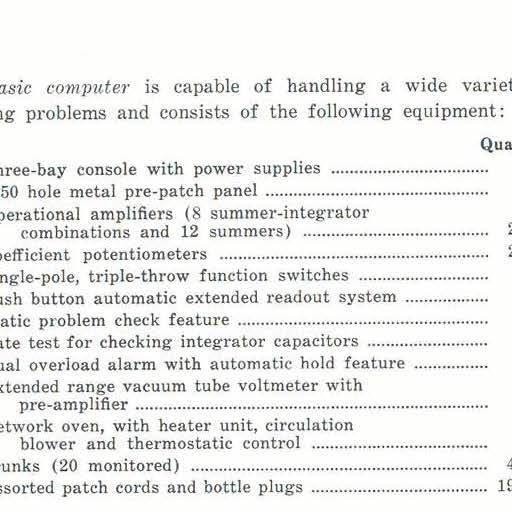 asic computer is capable of handling a wide variet
ng problems and consists of the following equipment:
Qua
hree-bay console with power supplies
50 hole metal pre-patch panel
perational amplifiers (8 summer-integrator
combinations and 12 summers) 2
oefficient potentiometers 2
ngle-pole, triple-throw function switches
ush button automatic extended readout system
atic problem check feature
ate test for checking integrator capacitors
ual overload alarm with automatic hold feature
xtended range vacuum tube voltmeter with
pre-amplifier
etwork oven, with heater unit, circulation
blower and thermostatic control
unks (20 monitored) 4
ssorted patch cords and bottle plugs 19